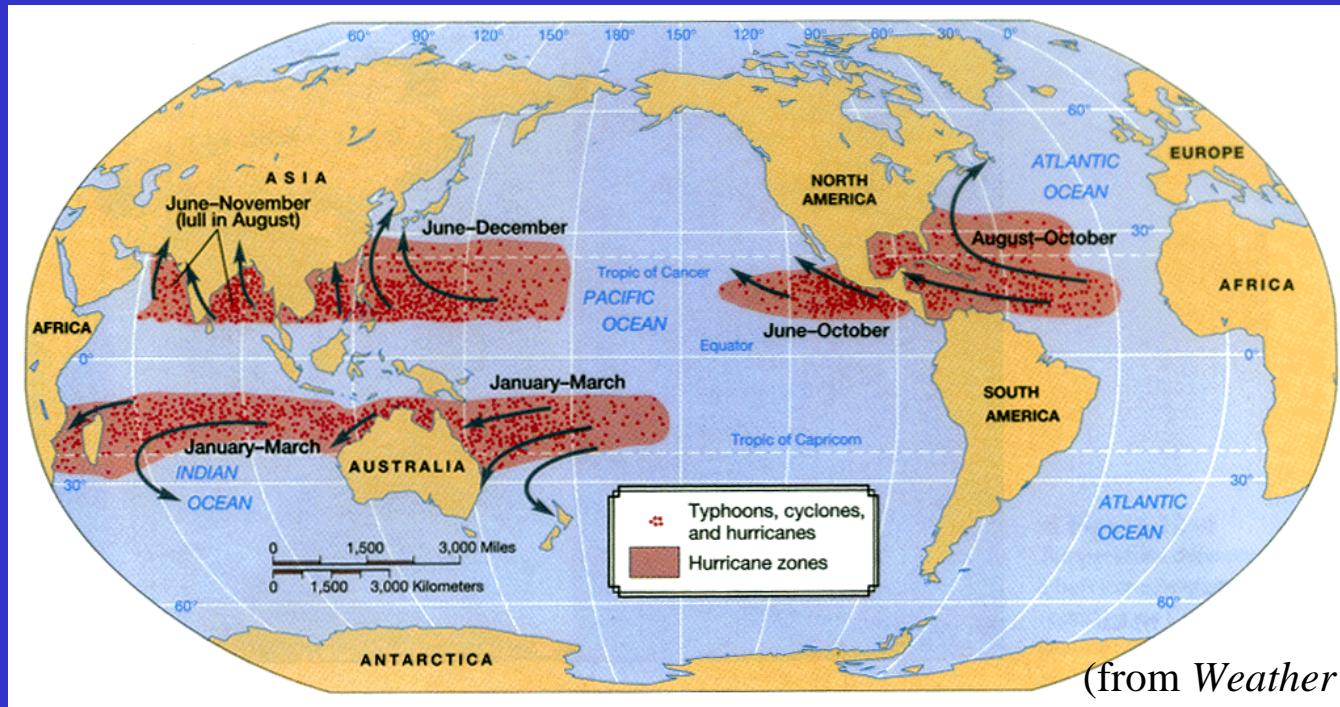 60° 90° 120° 150° 180° 150° 120° 90° 60° 30° 0°
60°
ASIA
June–November
(lull in August)
June–December
NORTH
AMERICA
ATLANTIC
OCEAN
EUROPE
August–October
30°
Tropic of Cancer
PACIFIC
OCEAN
AFRICA
AFRICA
June–October
0°
Equator
0°
January–March
SOUTH
AMERICA
January–March
Tropic of Capricorn
AUSTRALIA
INDIAN
OCEAN
30°
30°
ATLANTIC
OCEAN
Typhoons, cyclones,
and hurricanes
Hurricane zones
0 1,500 3,000 Miles
0 1,500 3,000 Kilometers
60°
60°
ANTARCTICA
(from Weather